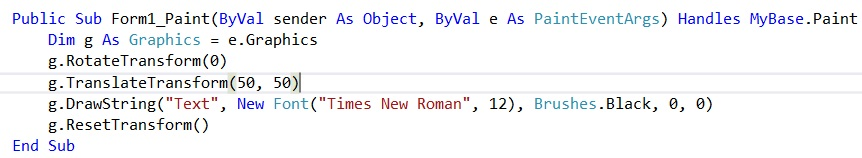 Public Sub Form1_Paint(ByVal sender As Object, ByVal e As PaintEventArgs) Handles MyBase.Paint
    Dim g As Graphics = e.Graphics
    g.RotateTransform(0)
    g.TranslateTransform(50, 50)
    g.DrawString("Text", New Font("Times New Roman", 12), Brushes.Black, 0, 0)
    g.ResetTransform()
End Sub